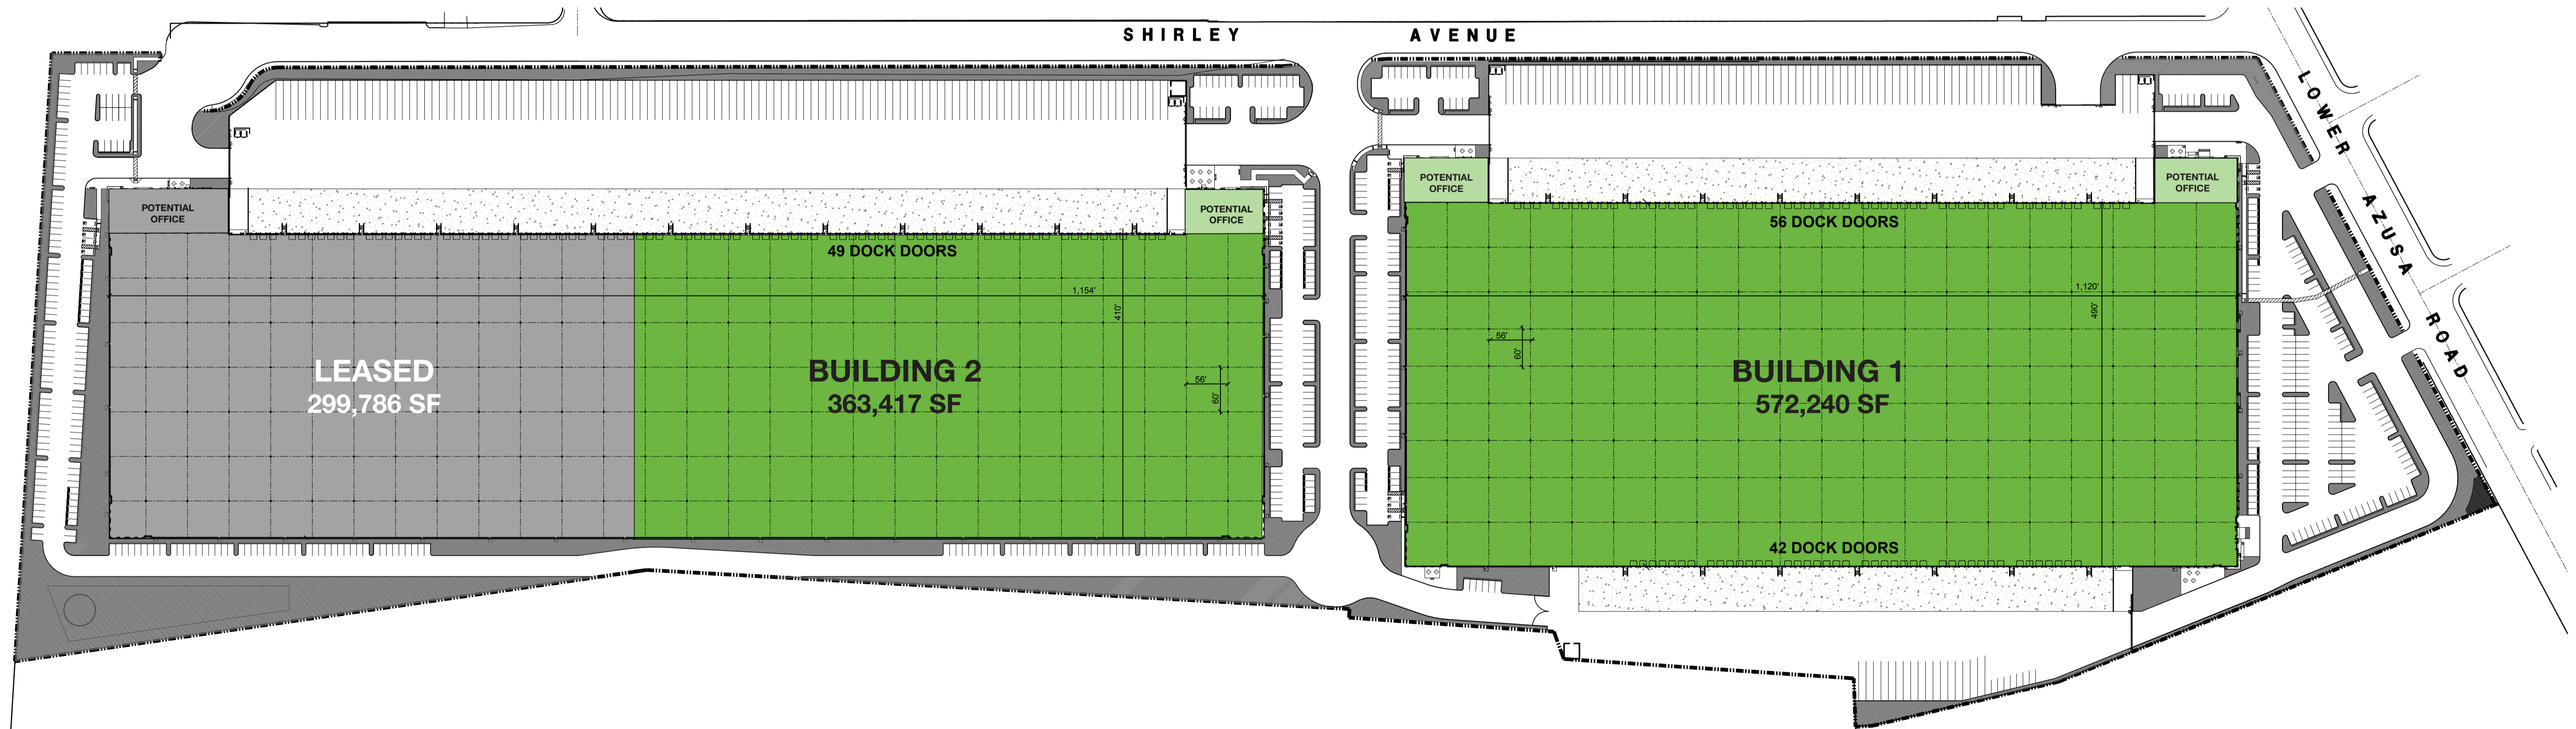 SHIRLEY AVENUE
LOWER AZUSA ROAD
POTENTIAL
OFFICE
POTENTIAL
OFFICE
49 DOCK DOORS
1,154'
410'
LEASED
299,786 SF
BUILDING 2
363,417 SF
56'
60'
POTENTIAL
OFFICE
POTENTIAL
OFFICE
56 DOCK DOORS
1,120'
490'
56'
60'
BUILDING 1
572,240 SF
42 DOCK DOORS